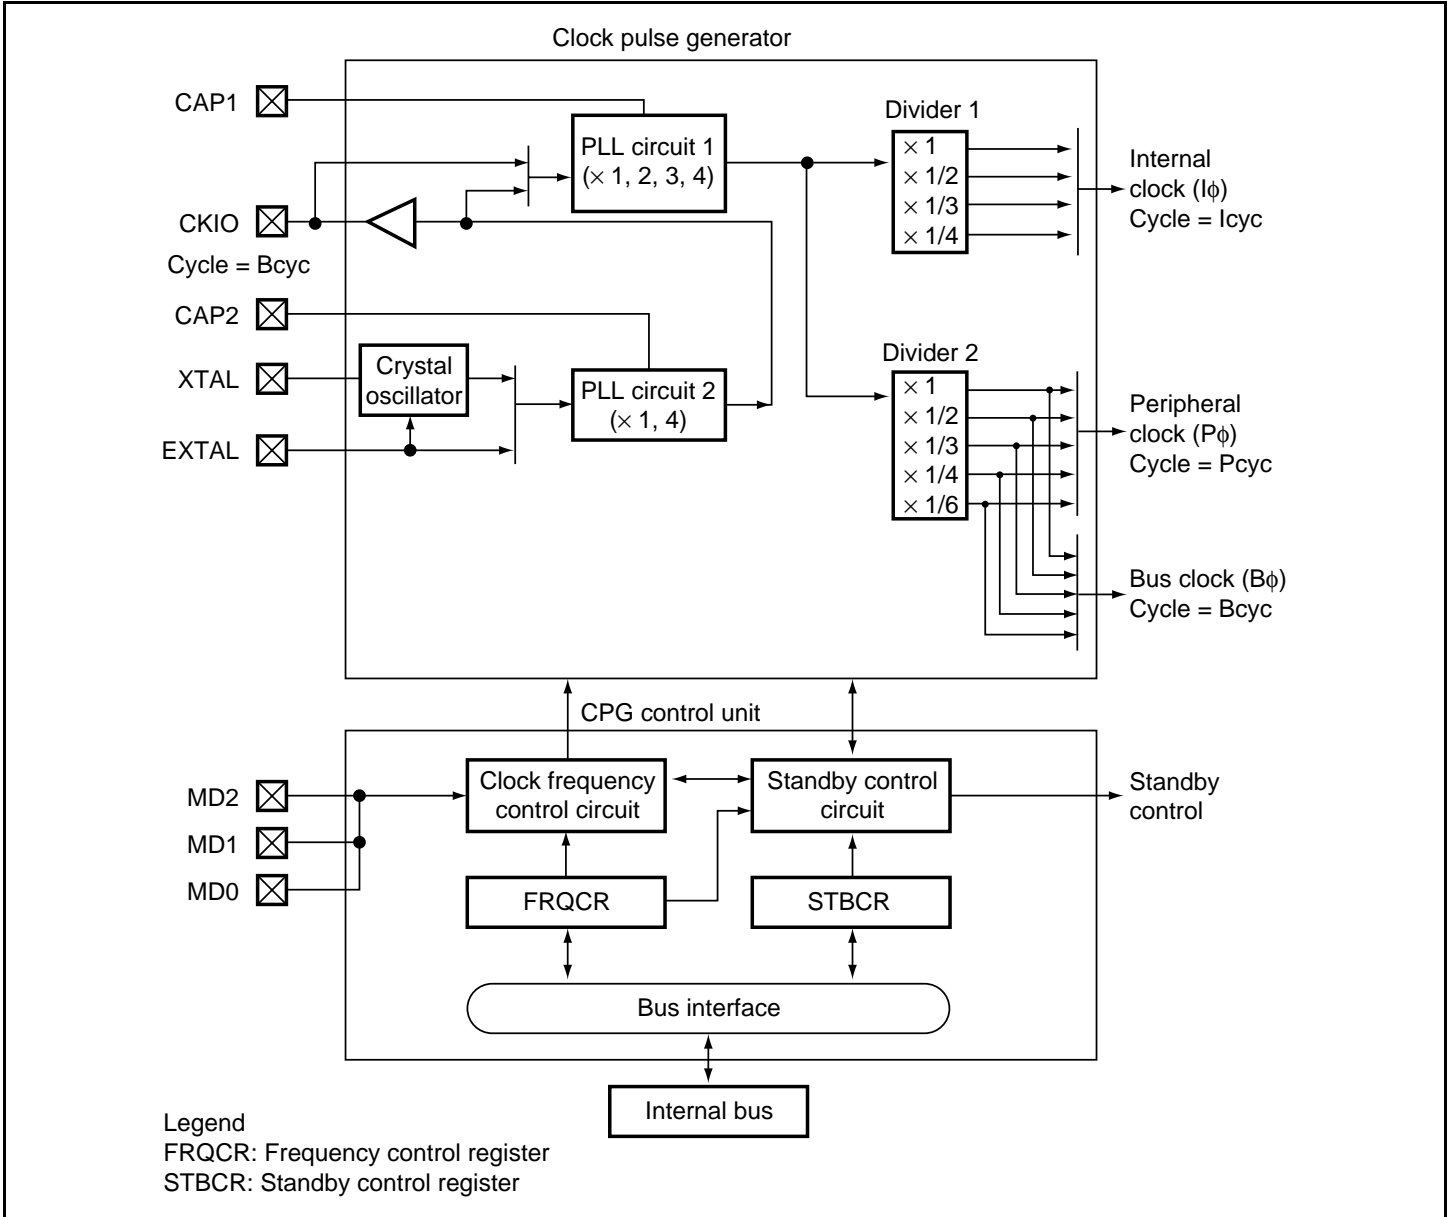 Clock pulse generator
CAP1
CKIO
Cycle = Bcyc
CAP2
XTAL
EXTAL
PLL circuit 1
(× 1, 2, 3, 4)
Crystal
oscillator
PLL circuit 2
(× 1, 4)
Divider 1
× 1
× 1/2
× 1/3
× 1/4
Internal
clock (Iϕ)
Cycle = Icyc
Divider 2
× 1
× 1/2
× 1/3
× 1/4
× 1/6
Peripheral
clock (Pϕ)
Cycle = Pcyc
Bus clock (Bϕ)
Cycle = Bcyc
CPG control unit
MD2
MD1
MD0
Clock frequency
control circuit
Standby control
circuit
Standby
control
FRQCR
STBCR
Bus interface
Internal bus
Legend
FRQCR: Frequency control register
STBCR: Standby control register